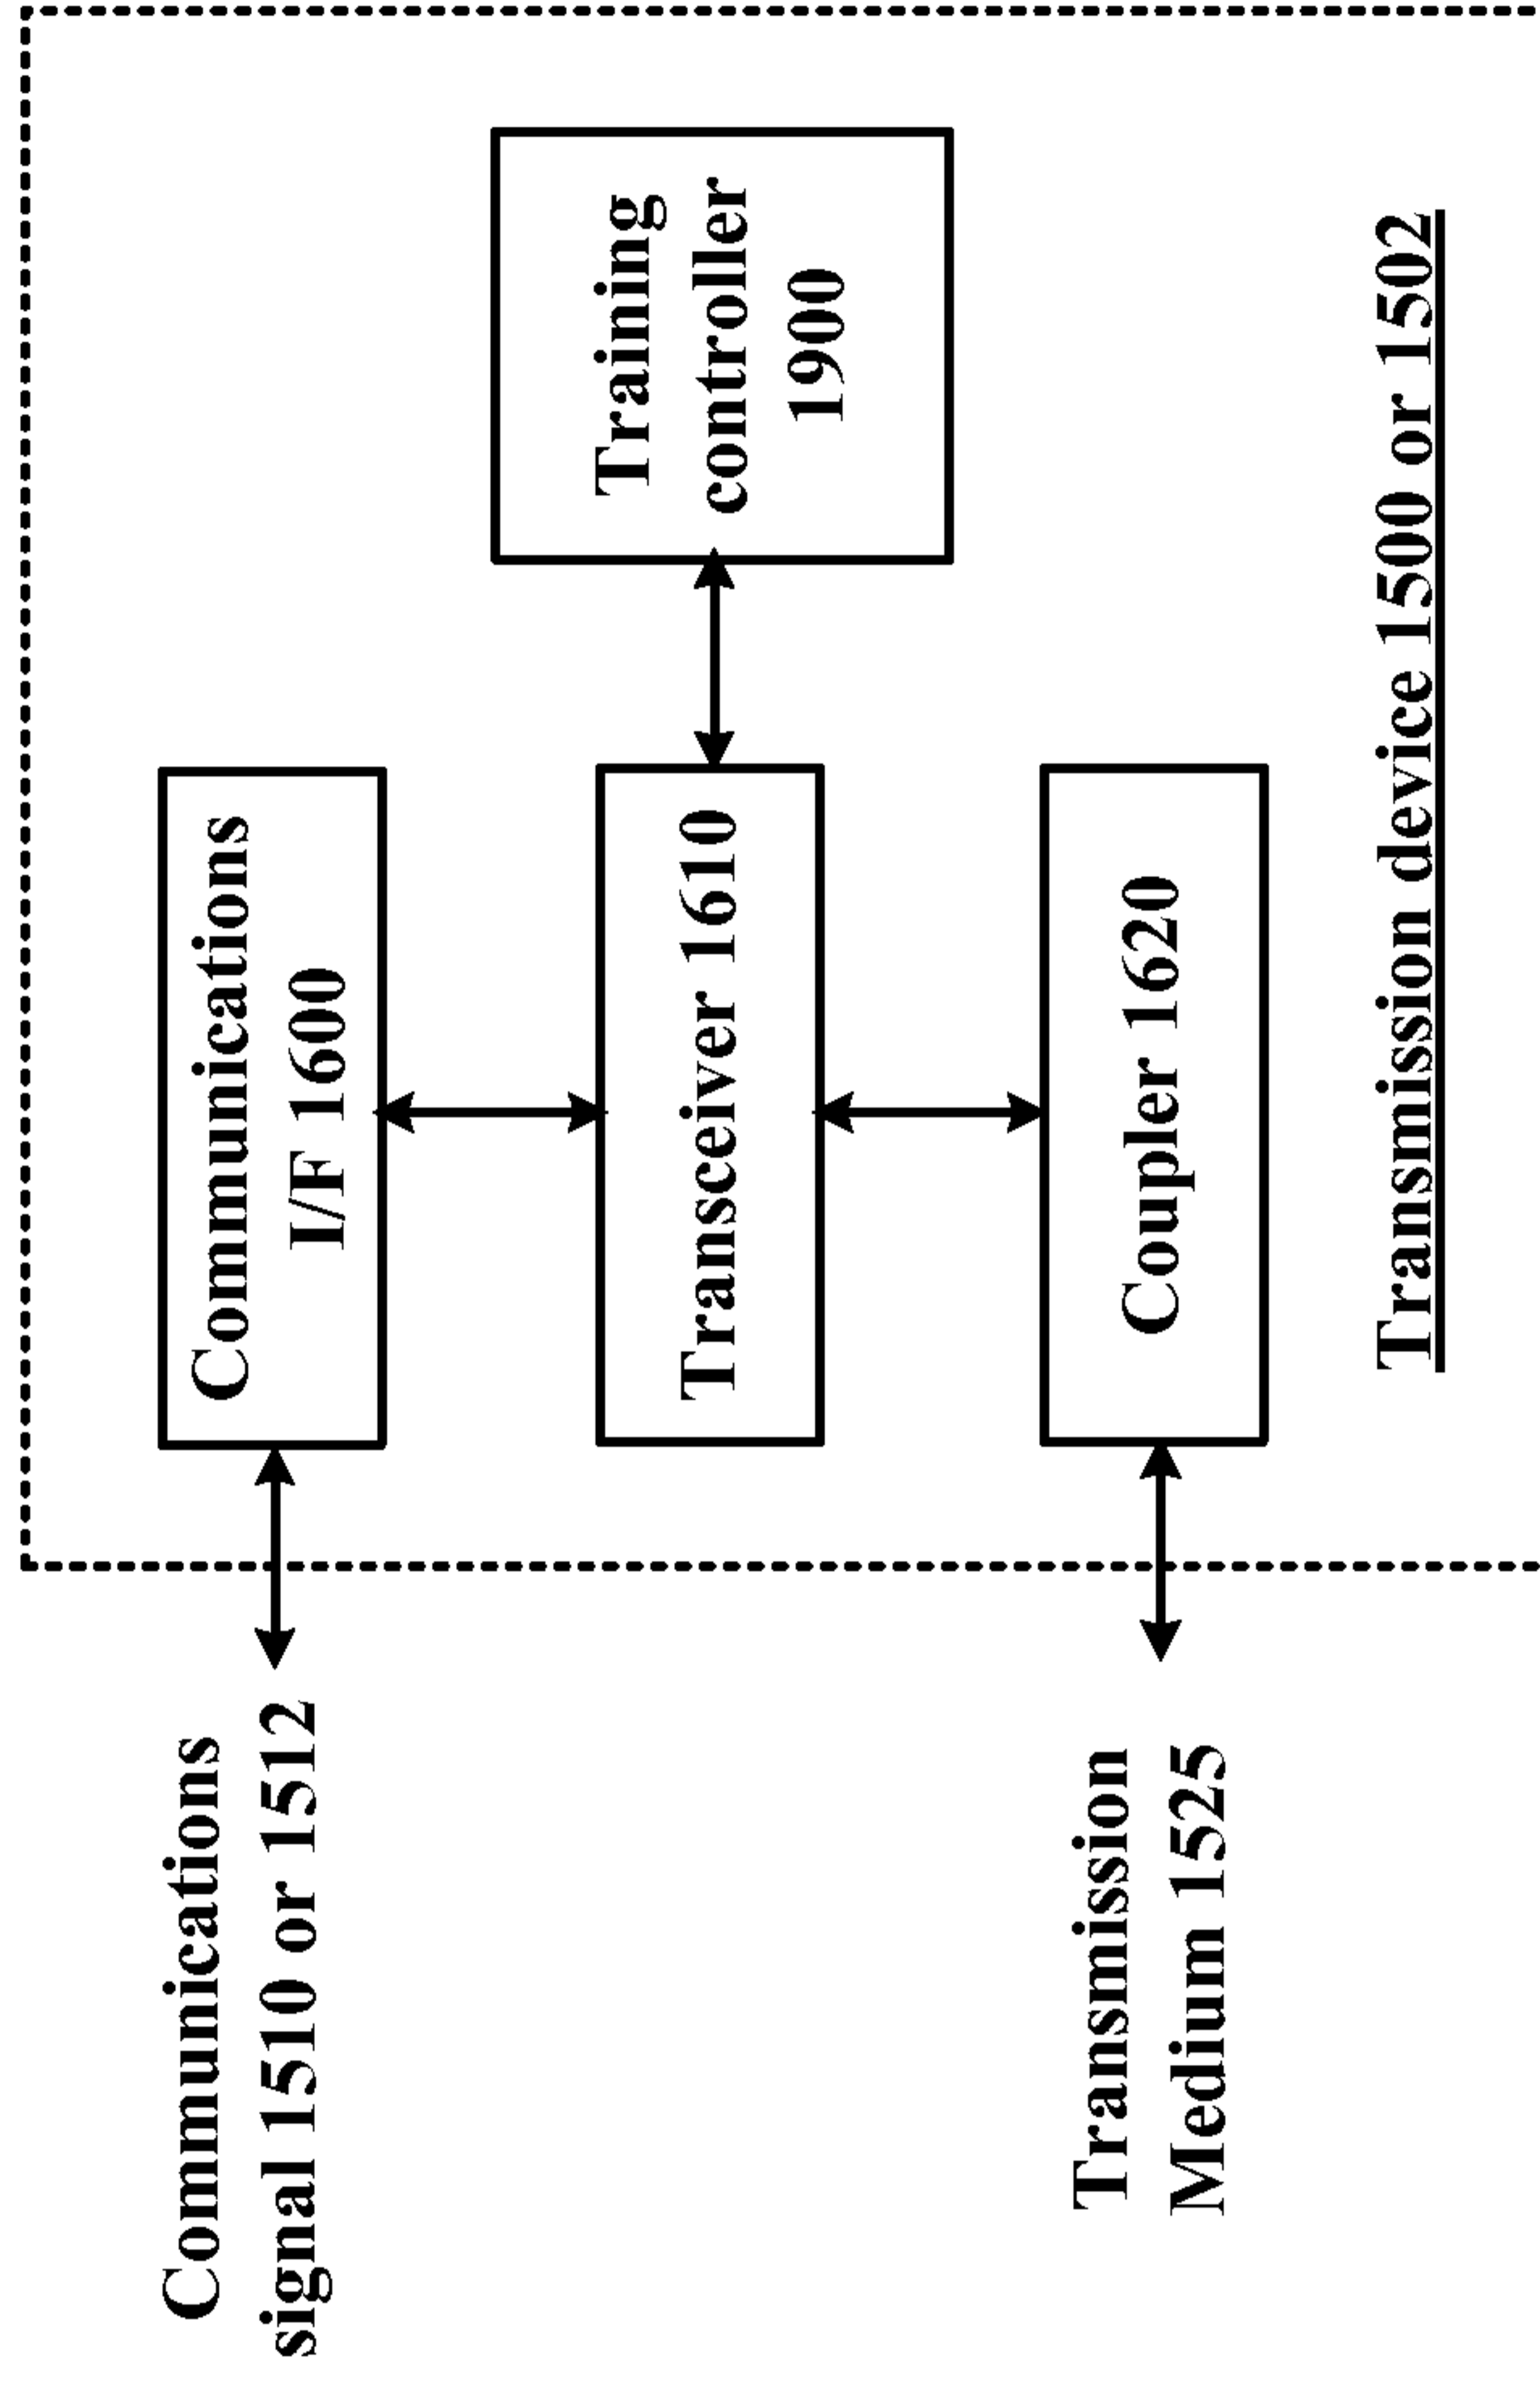 Communications
signal 1510 or 1512
Communications
I/F 1600
Transceiver 1610
Training
controller
1900
Transmission
Medium 1525
Coupler 1620
Transmission device 1500 or 1502